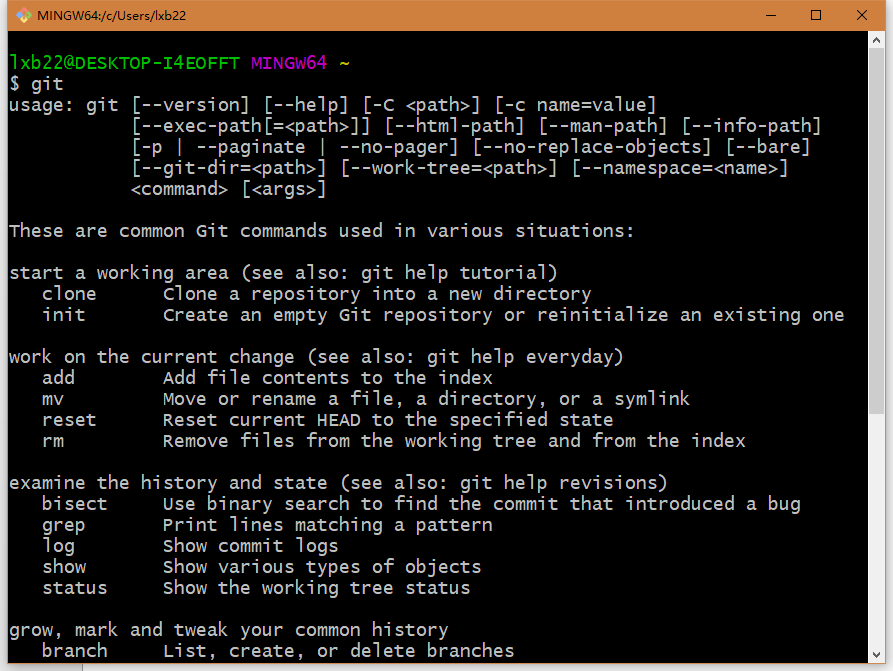 MINGW64:/c/Users/lxb22
lxb22@DESKTOP-I4EOFFT MINGW64 ~
$ git
usage: git [--version] [--help] [-C <path>] [-c name=value]
           [--exec-path[=<path>]] [--html-path] [--man-path] [--info-path]
           [-p | --paginate | --no-pager] [--no-replace-objects] [--bare]
           [--git-dir=<path>] [--work-tree=<path>] [--namespace=<name>]
           <command> [<args>]

These are common Git commands used in various situations:

start a working area (see also: git help tutorial)
   clone      Clone a repository into a new directory
   init       Create an empty Git repository or reinitialize an existing one

work on the current change (see also: git help everyday)
   add        Add file contents to the index
   mv         Move or rename a file, a directory, or a symlink
   reset      Reset current HEAD to the specified state
   rm         Remove files from the working tree and from the index

examine the history and state (see also: git help revisions)
   bisect     Use binary search to find the commit that introduced a bug
   grep       Print lines matching a pattern
   log        Show commit logs
   show       Show various types of objects
   status     Show the working tree status

grow, mark and tweak your common history
   branch     List, create, or delete branches